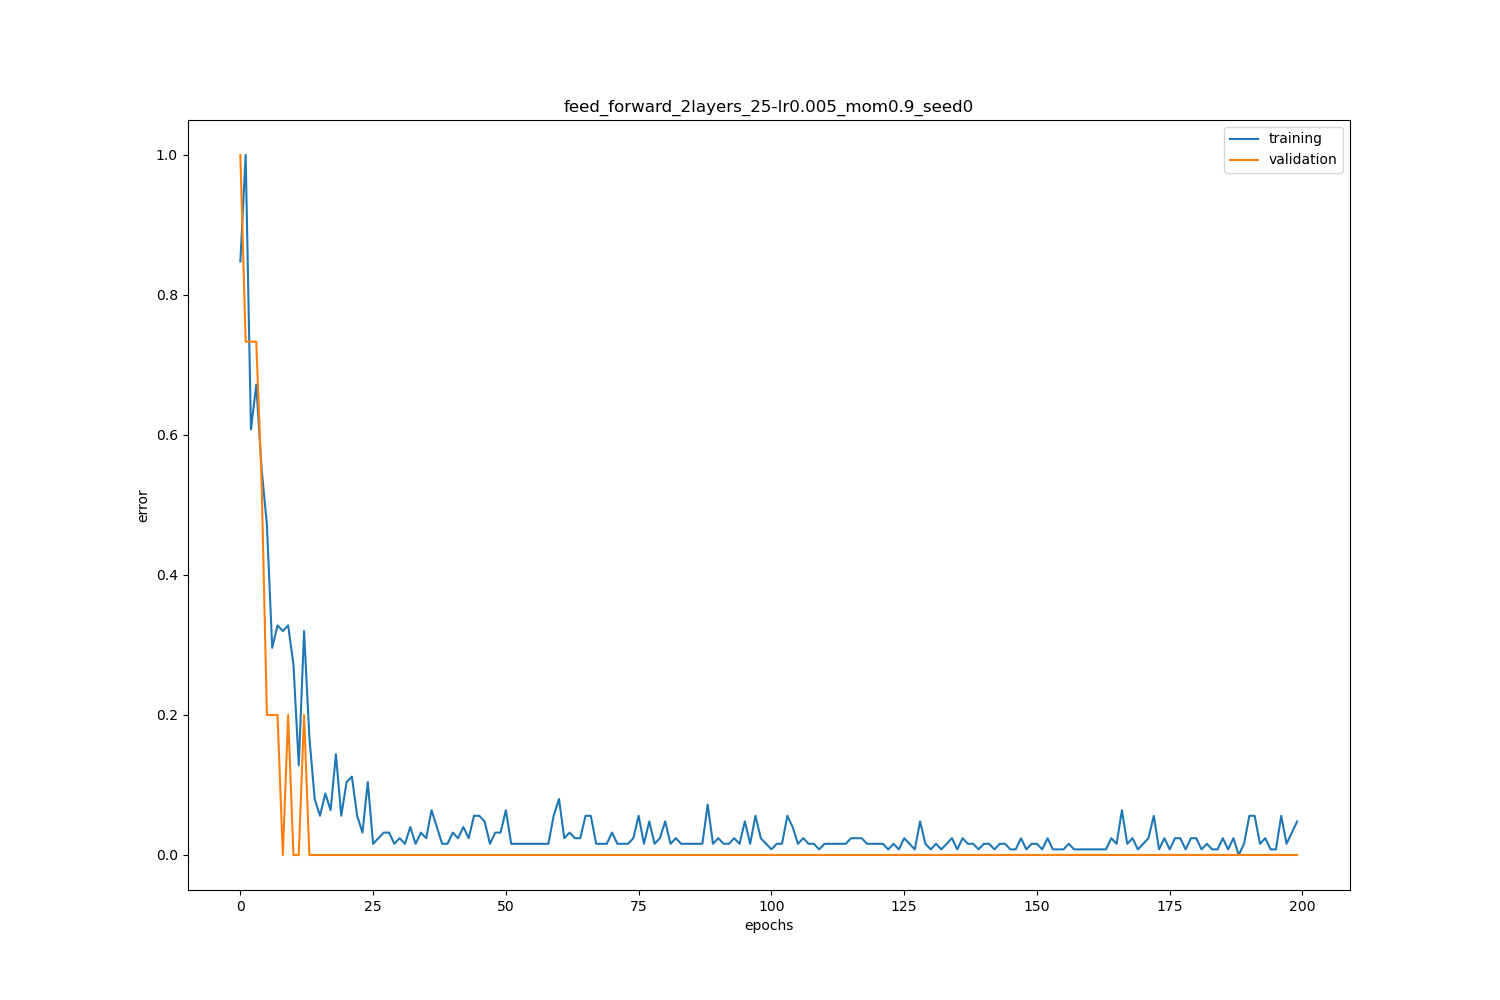 feed_forward_2layers_25-lr0.005_mom0.9_seed0
training
validation
1.0
0.8
0.6
0.4
0.2
0.0
error
0 25 50 75 100 125 150 175 200
epochs